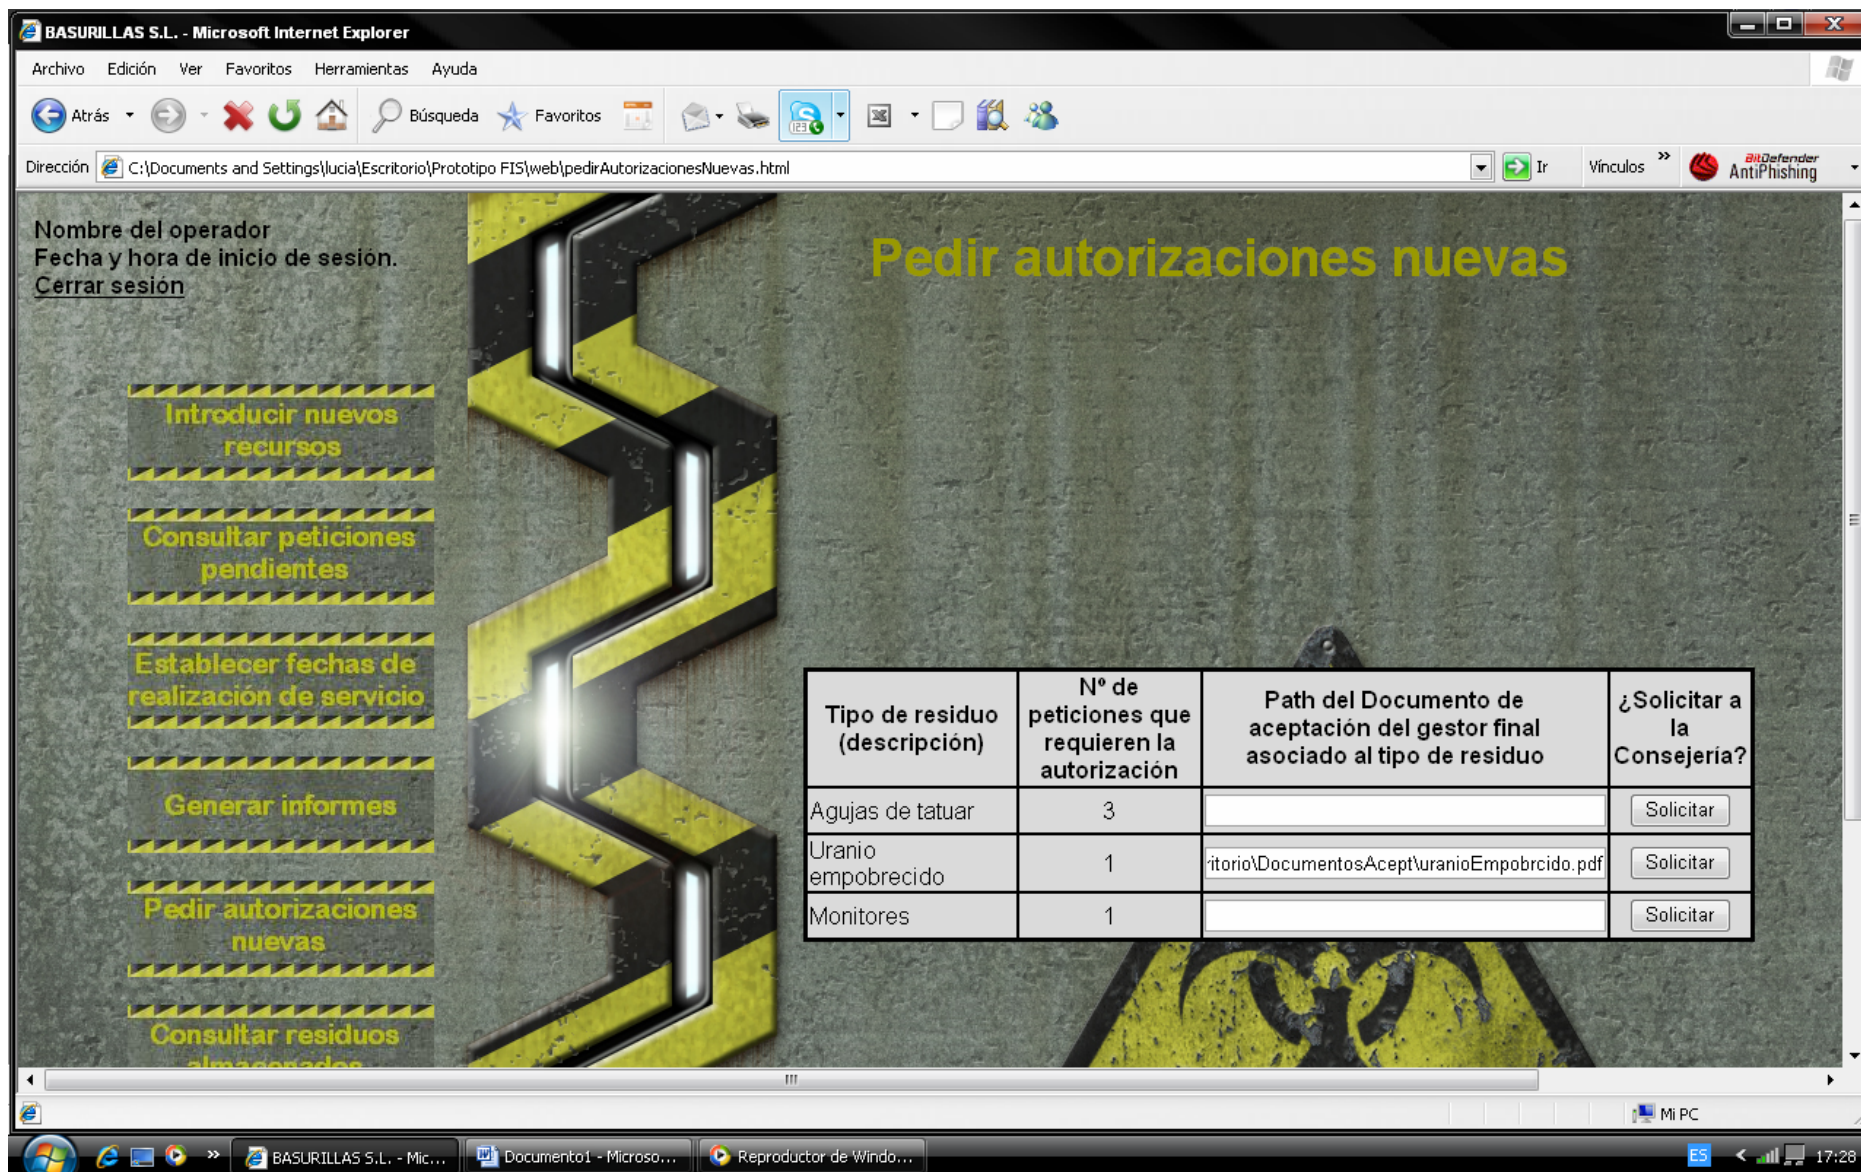 BASURILLAS S.L. - Microsoft Internet Explorer
Archivo Edición Ver Favoritos Herramientas Ayuda
Atrás Búsqueda Favoritos
Dirección C:\Documents and Settings\lucia\Escritorio\Prototipo FIS\web\pedirAutorizacionesNuevas.html Ir Vínculos » BitDefender
AntiPhishing
Nombre del operador
Fecha y hora de inicio de sesión.
Cerrar sesión
Pedir autorizaciones nuevas
Introducir nuevos
recursos
Consultar peticiones
pendientes
Establecer fechas de
realización de servicio
Generar informes
Pedir autorizaciones
nuevas
Consultar residuos
almacenados
Tipo de residuo
(descripción)
Nº de
peticiones que
requieren la
autorización
Path del Documento de
aceptación del gestor final
asociado al tipo de residuo
¿Solicitar a
la
Consejería?
Agujas de tatuar 3 Solicitar
Uranio
empobrecido
1 ritorio\DocumentosAcept\uranioEmpobrcido.pdf Solicitar
Monitores 1 Solicitar
Mi PC
BASURILLAS S.L. - Mic... Documento1 - Microso... Reproductor de Windo... ES 17:28